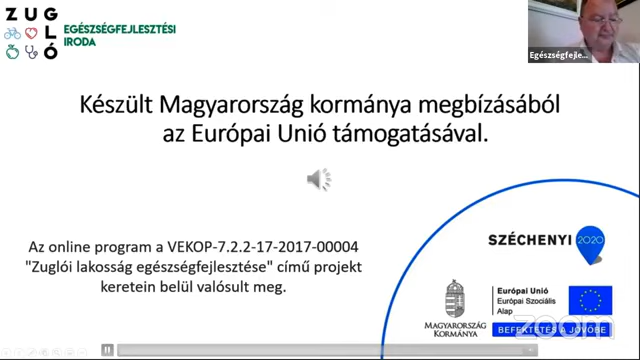 ZUG
LÓ
EGÉSZSÉGFEJLESZTÉSI
IRODA
Egészségfejle...
Készült Magyarország kormánya megbízásából
az Európai Unió támogatásával.
Az online program a VEKOP-7.2.2-17-2017-00004
"Zuglói lakosság egészségfejlesztése" című projekt
keretein belül valósult meg.
SZÉCHENYI 2020
MAGYARORSZÁG
KORMÁNYA
Európai Unió
Európai Szociális
Alap
BEFEKTETÉS A JÖVŐBE
zoom